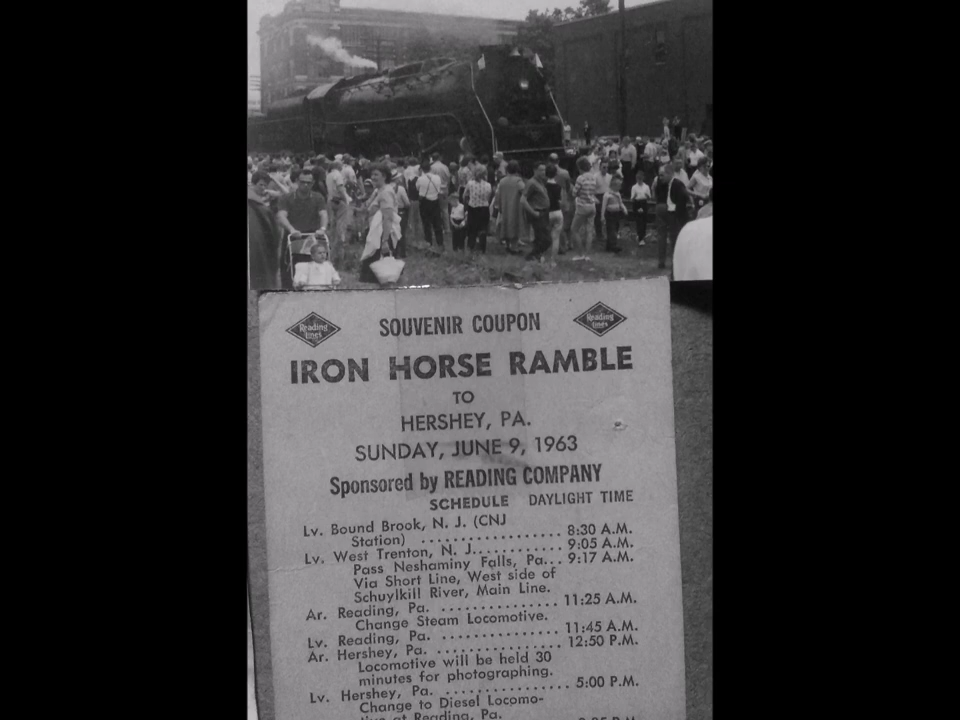 Reading Lines
SOUVENIR COUPON
Reading Lines
IRON HORSE RAMBLE
TO
HERSHEY, PA.
SUNDAY, JUNE 9, 1963
Sponsored by READING COMPANY
SCHEDULE DAYLIGHT TIME
Lv. Bound Brook, N. J. (CNJ
Station) .................. 8:30 A.M.
Lv. West Trenton, N. J........... 9:05 A.M.
Pass Neshaminy Falls, Pa... 9:17 A.M.
Via Short Line, West side of
Schuylkill River, Main Line.
Ar. Reading, Pa. ............... 11:25 A.M.
Change Steam Locomotive.
Lv. Reading, Pa. ............... 11:45 A.M.
Ar. Hershey, Pa. ............... 12:50 P.M.
Locomotive will be held 30
minutes for photographing.
Lv. Hershey, Pa. ............... 5:00 P.M.
Change to Diesel Locomo-
tive at Reading, Pa.